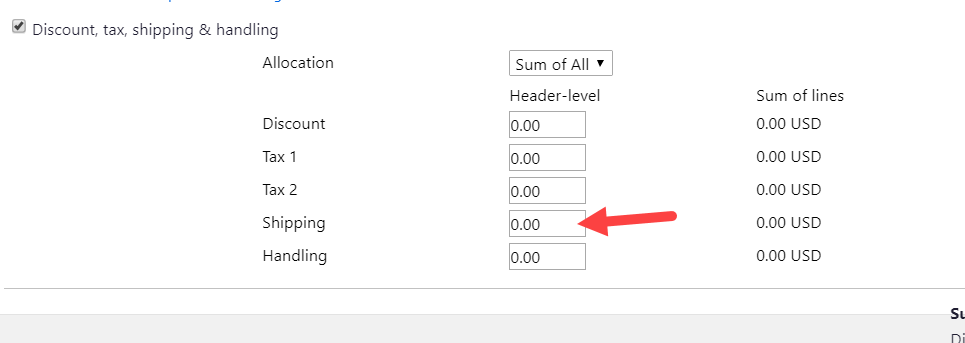 Discount, tax, shipping & handling
Allocation Sum of All
Header-level Sum of lines
Discount 0.00 0.00 USD
Tax 1 0.00 0.00 USD
Tax 2 0.00 0.00 USD
Shipping 0.00 0.00 USD
Handling 0.00 0.00 USD